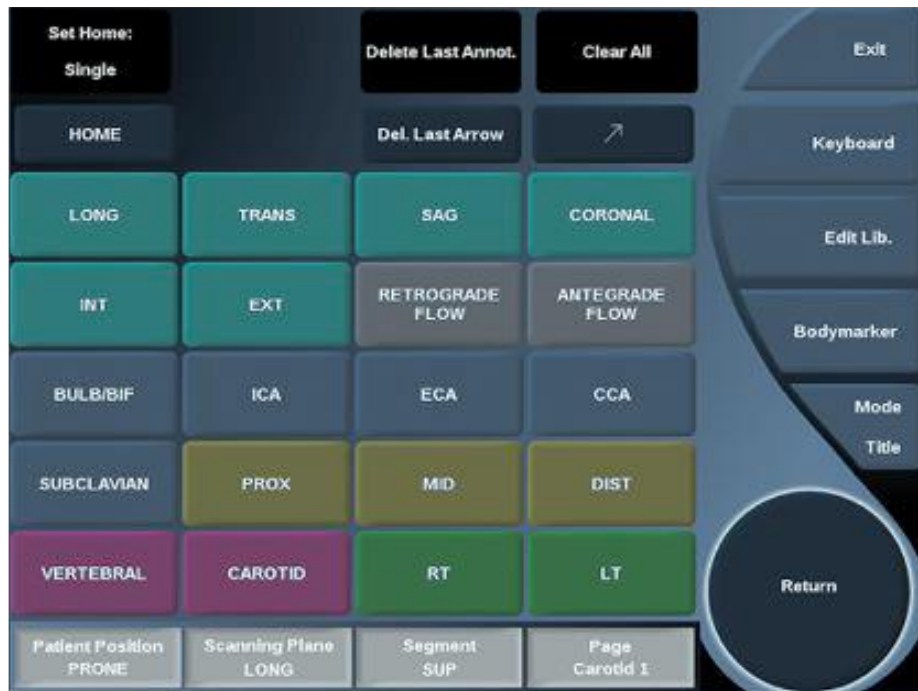 Set Home:
Single
Delete Last Annot.
Clear All
Exit
HOME
Del. Last Arrow
Keyboard
LONG
TRANS
SAG
CORONAL
Edit Lib.
INT
EXT
RETROGRADE
FLOW
ANTEGRADE
FLOW
Bodymarker
BULB/BIF
ICA
ECA
CCA
Mode
Title
SUBCLAVIAN
PROX
MID
DIST
VERTEBRAL
CAROTID
RT
LT
Return
Patient Position
PRONE
Scanning Plane
LONG
Segment
SUP
Page
Carotid 1